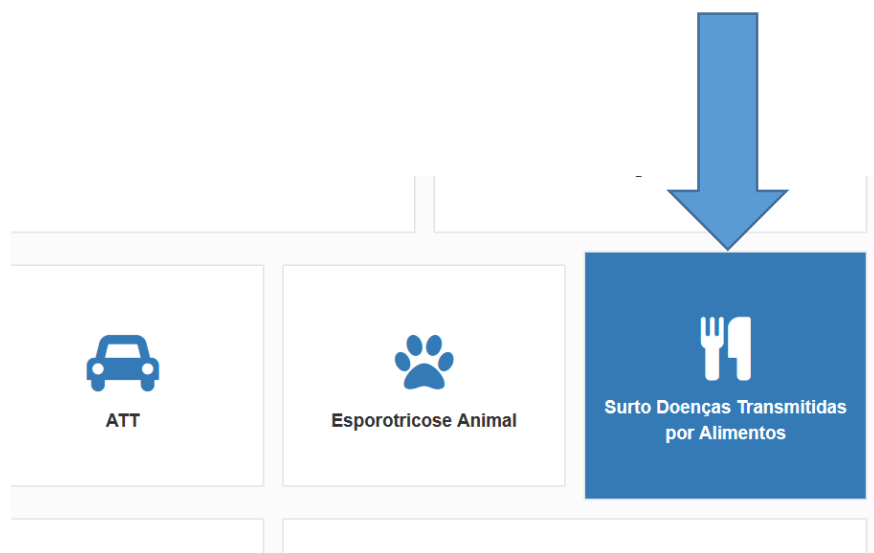 ATT
Esporotricose Animal
Surto Doenças Transmitidas
por Alimentos